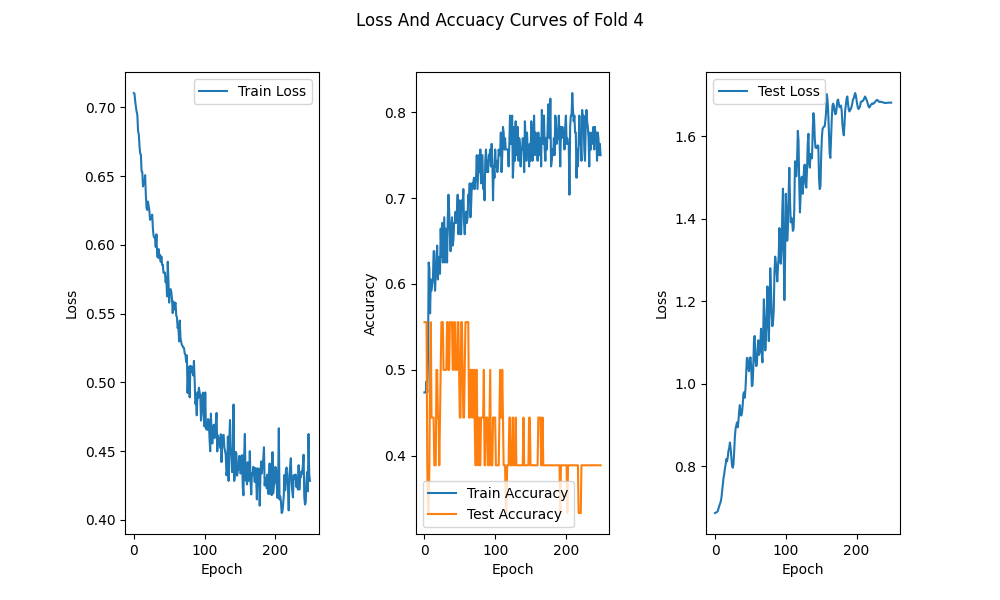 Loss And Accuacy Curves of Fold 4
Train Loss
0.70
0.65
0.60
0.55
0.50
0.45
0.40
Loss
0
100
200
Epoch
0.8
0.7
0.6
0.5
0.4
Accuracy
Train Accuracy
Test Accuracy
0
100
200
Epoch
Test Loss
1.6
1.4
1.2
1.0
0.8
Loss
0
100
200
Epoch